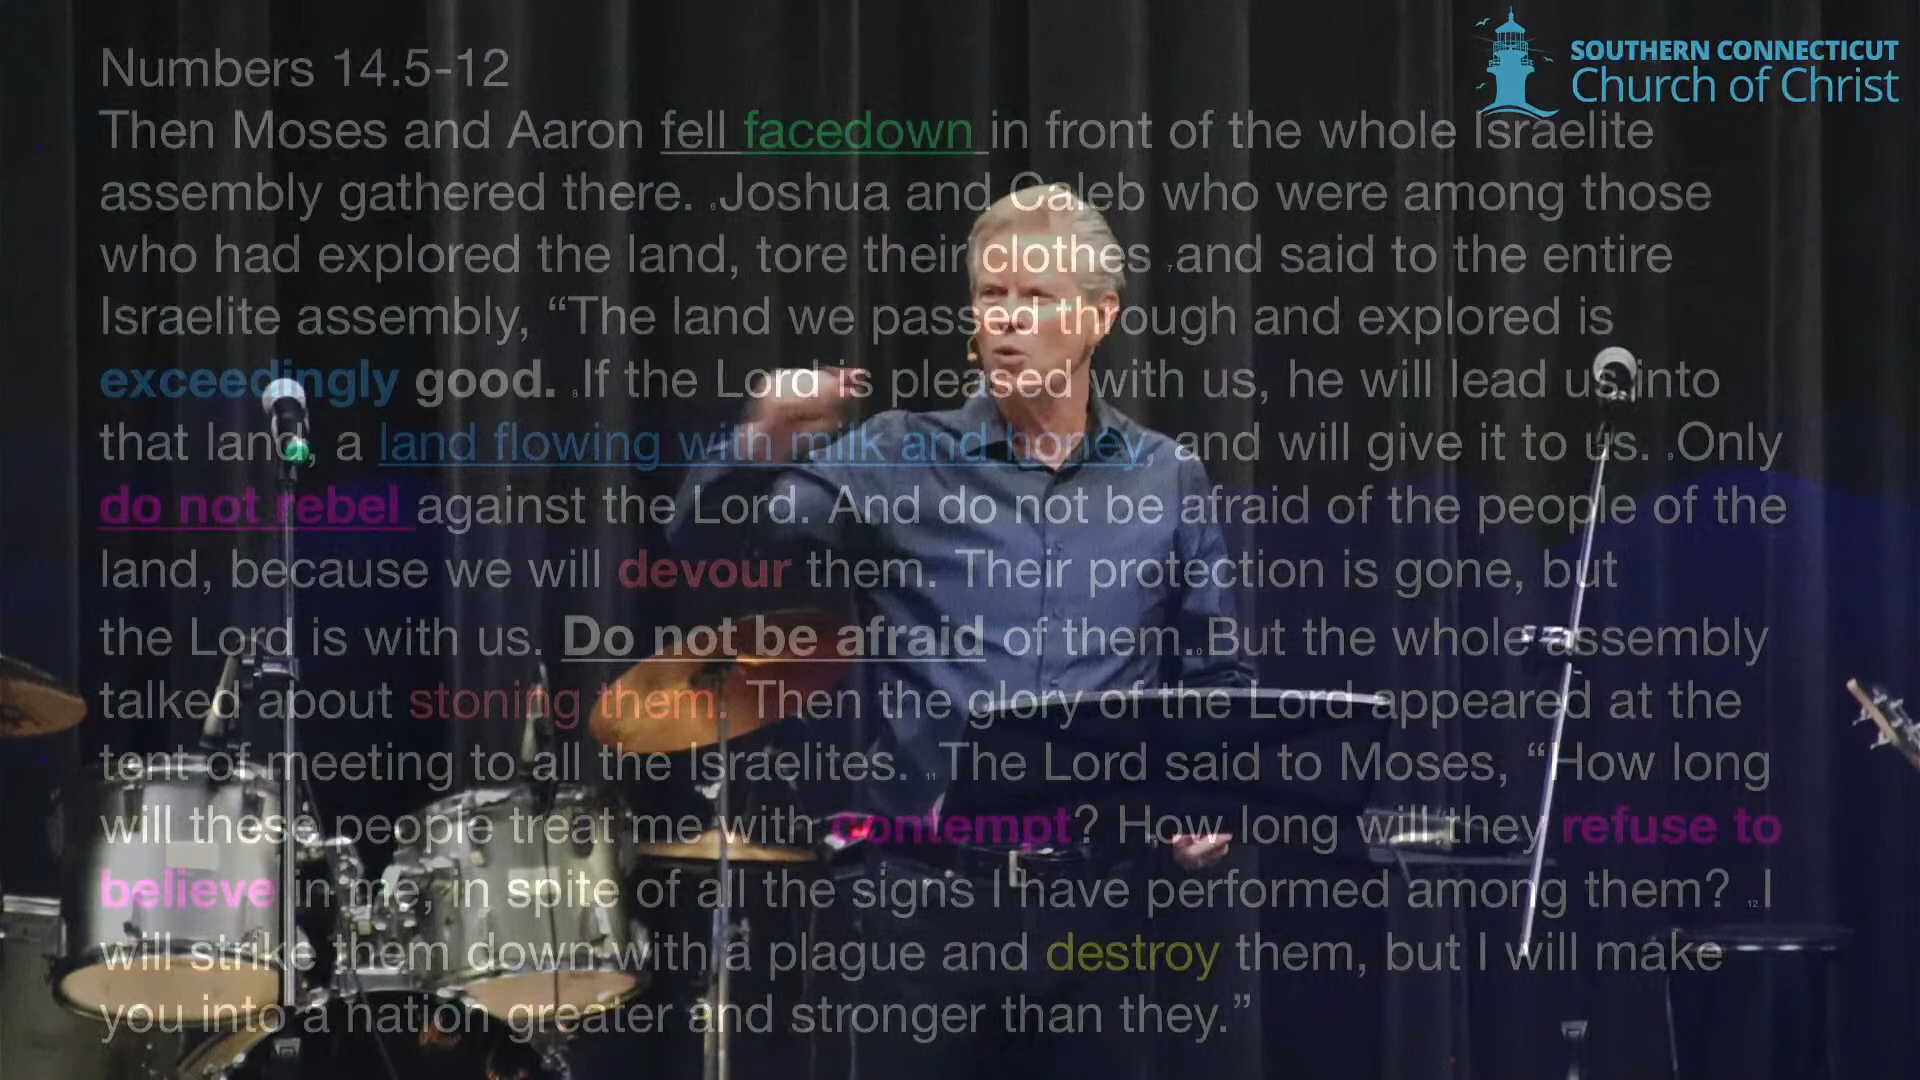 SOUTHERN CONNECTICUT
Church of Christ
Numbers 14.5-12
Then Moses and Aaron fell facedown in front of the whole Israelite
assembly gathered there. 6 Joshua and Caleb who were among those
who had explored the land, tore their clothes 7 and said to the entire
Israelite assembly, “The land we passed through and explored is
exceedingly good. 8 If the Lord is pleased with us, he will lead us into
that land, a land flowing with milk and honey, and will give it to us. 9 Only
do not rebel against the Lord. And do not be afraid of the people of the
land, because we will devour them. Their protection is gone, but
the Lord is with us. Do not be afraid of them. But the whole assembly
talked about stoning them. Then the glory of the Lord appeared at the
tent of meeting to all the Israelites. 11 The Lord said to Moses, “How long
will these people treat me with contempt? How long will they refuse to
believe in me, in spite of all the signs I have performed among them? 12 I
will strike them down with a plague and destroy them, but I will make
you into a nation greater and stronger than they.”